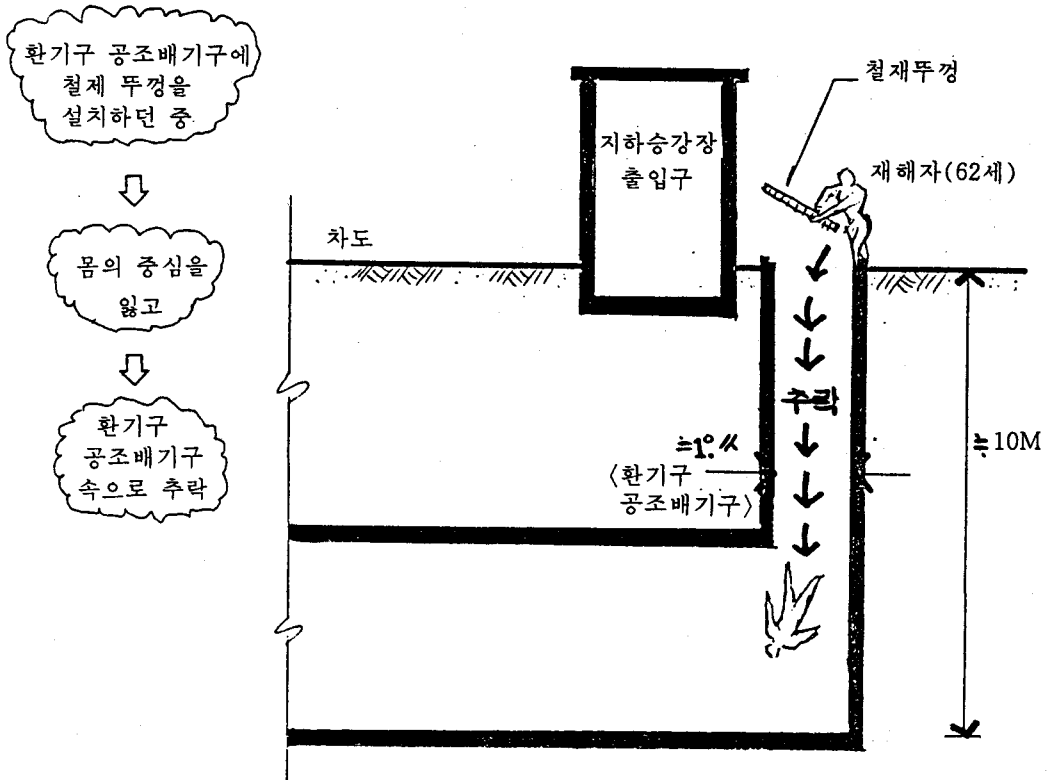 환기구 공조배기구에
철제 뚜껑을
설치하던 중
몸의 중심을
잃고
환기구
공조배기구
속으로 추락
지하승강장
출입구
철재뚜껑
재해자(62세)
차도
추락
〈환기구
공조배기구〉
≒10M